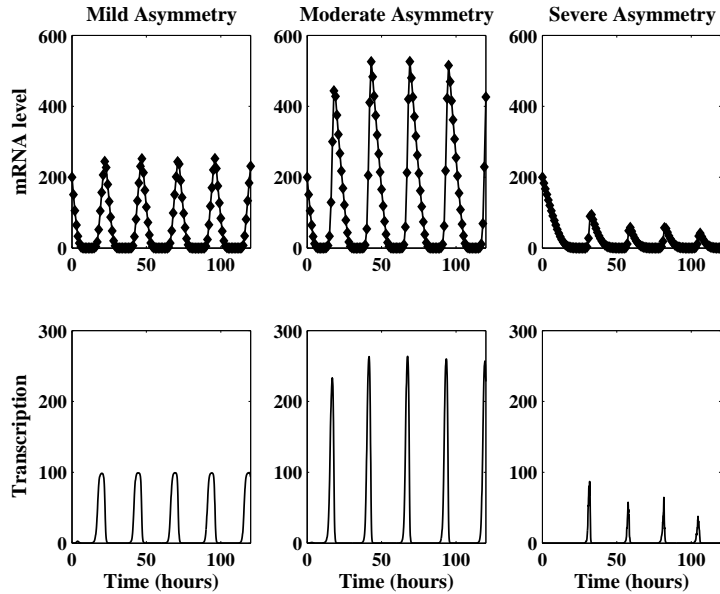 Mild Asymmetry
Moderate Asymmetry
Severe Asymmetry
mRNA level
600
400
200
0
0 50 100
600
400
200
0
0 50 100
600
400
200
0
0 50 100
Transcription
300
200
100
0
0 50 100
Time (hours)
300
200
100
0
0 50 100
Time (hours)
300
200
100
0
0 50 100
Time (hours)